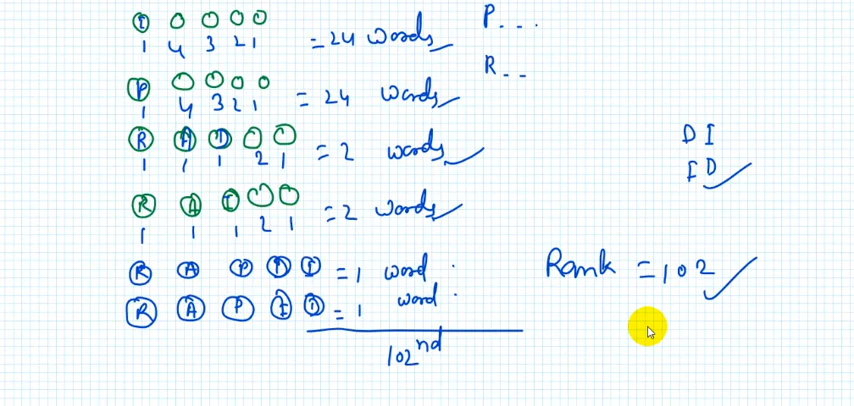 I O O O O
1 4 3 2 1 = 24 words
P - - .
R - -
P O O O O
1 4 3 2 1 = 24 words
R A D O O
1 1 1 2 1 = 2 words
D I
I D
R A I O O
1 1 1 2 1 = 2 words
R A P D I = 1 word .
R A P I D = 1 word .
Rank = 102
102nd